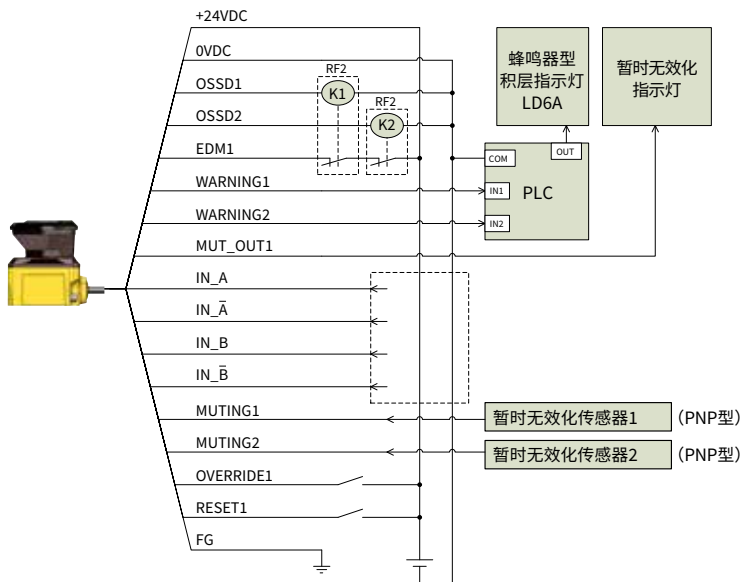 +24VDC
0VDC
OSSD1
OSSD2
EDM1
WARNING1
WARNING2
MUT_OUT1
IN_A
IN_A̅
IN_B
IN_B̅
MUTING1
MUTING2
OVERRIDE1
RESET1
FG
RF2
K1
RF2
K2
蜂鸣器型
积层指示灯
LD6A
暂时无效化
指示灯
COM
OUT
IN1
IN2
PLC
暂时无效化传感器1 (PNP型)
暂时无效化传感器2 (PNP型)